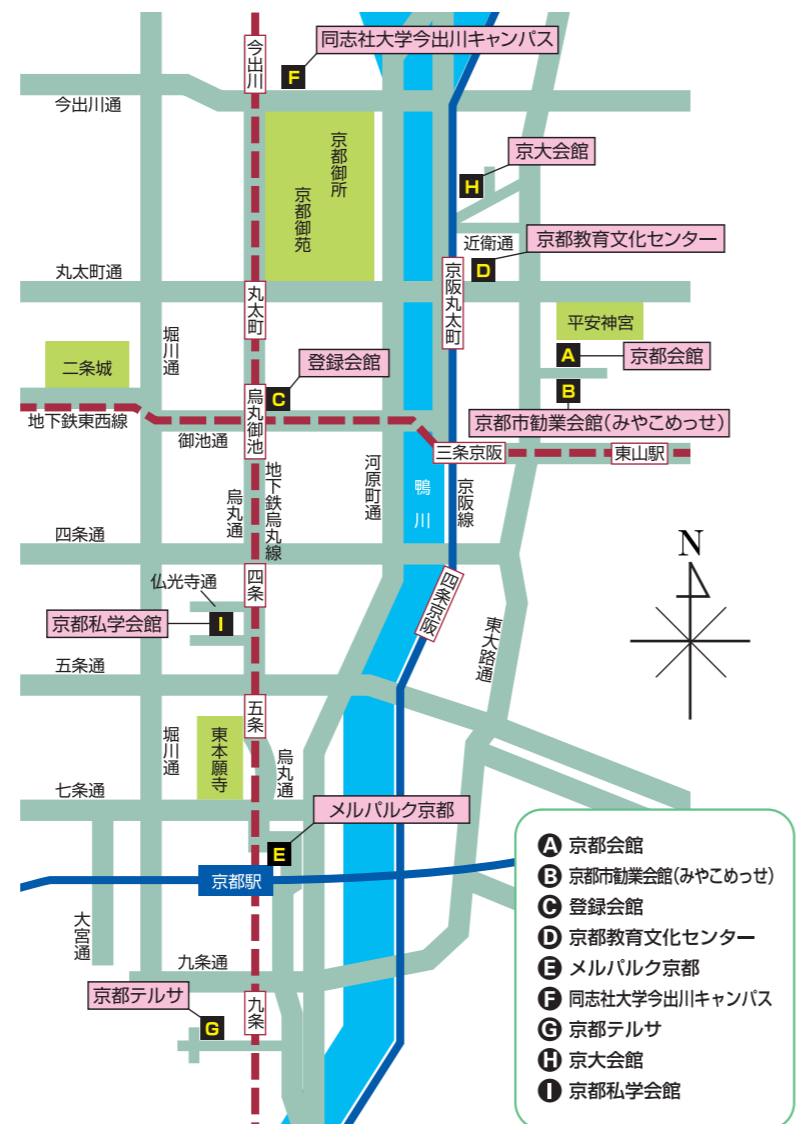 同志社大学今出川キャンパス
今出川
F
今出川通
京都御所
京都御苑
京大会館
H
近衛通
京都教育文化センター
D
丸太町通
丸太町
京阪丸太町
堀川通
二条城
平安神宮
A
京都会館
登録会館
C
B
京都市勧業会館(みやこめっせ)
烏丸御池
地下鉄東西線
御池通
三条京阪
東山駅
烏丸通
地下鉄烏丸線
河原町通
鴨川
京阪線
四条通
N
四条
四条京阪
仏光寺通
京都私学会館
I
東大路通
五条通
五条
堀川通
東本願寺
烏丸通
七条通
メルパルク京都
E
京都駅
大宮通
九条通
京都テルサ
G
九条
A 京都会館
B 京都市勧業会館(みやこめっせ)
C 登録会館
D 京都教育文化センター
E メルパルク京都
F 同志社大学今出川キャンパス
G 京都テルサ
H 京大会館
I 京都私学会館